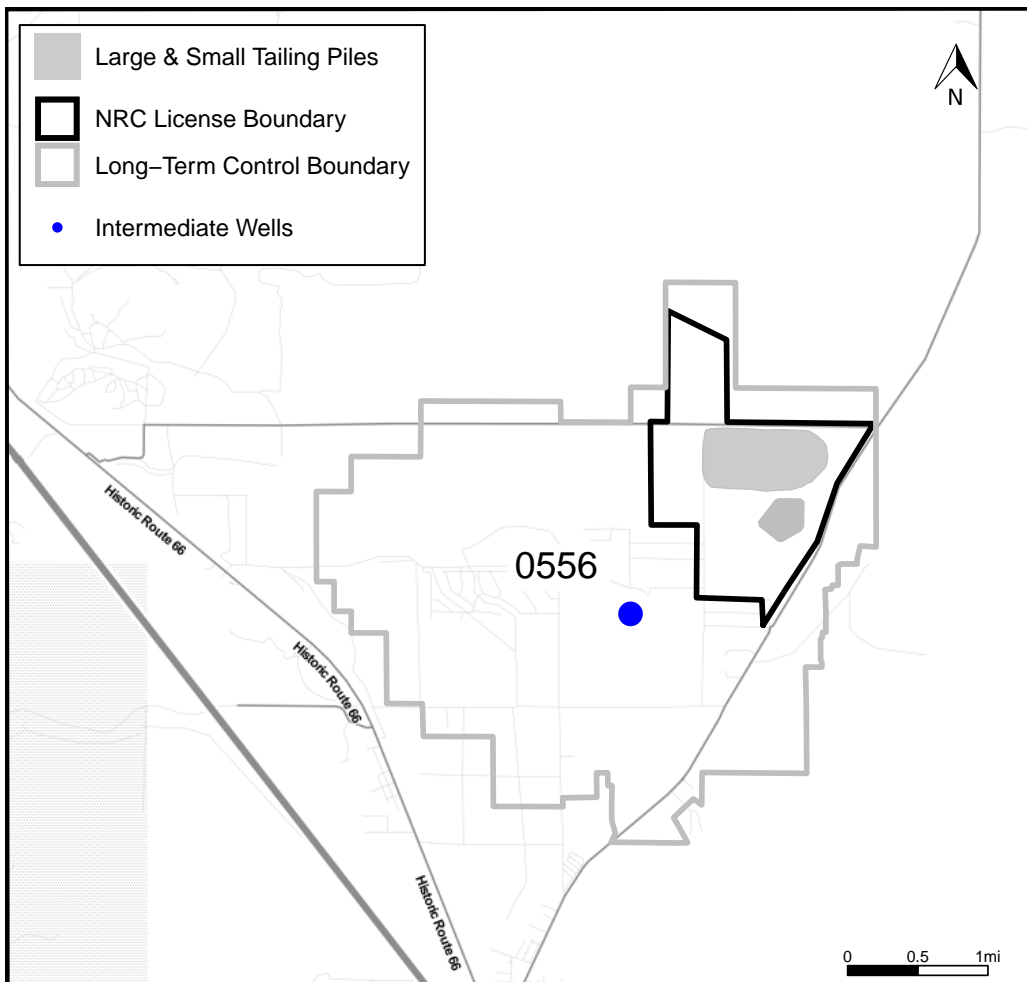 Large & Small Tailing Piles
NRC License Boundary
Long−Term Control Boundary
Intermediate Wells
N
Historic Route 66
0556
Historic Route 66
Historic Route 66
0 0.5 1mi